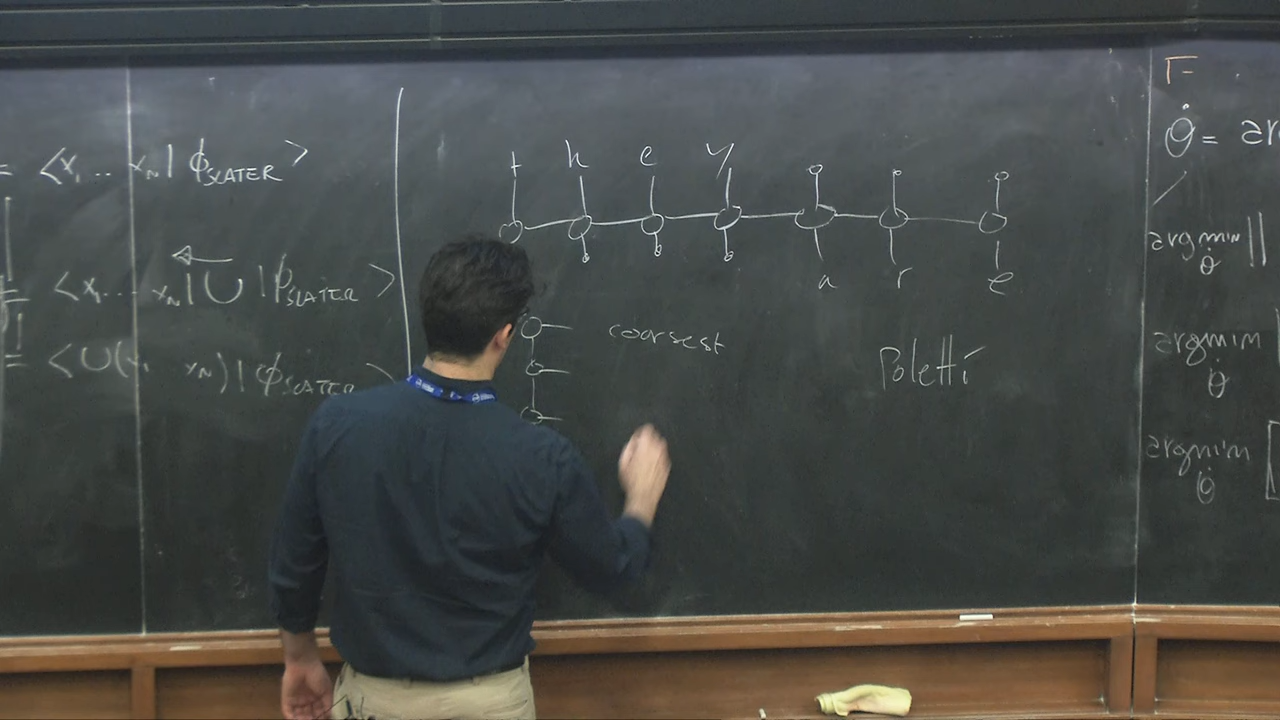 = <x₁.. x_N | ϕ_SLATER >
= <x₁... x_N | U | ϕ_SLATER >
= <U(x₁ x_N) | ϕ_SLATER >
t h e y
a r e
coarsest
Poletti
F
θ̇ = ar
argmin ||
θ̇
argmin
θ̇
argmin
θ̇